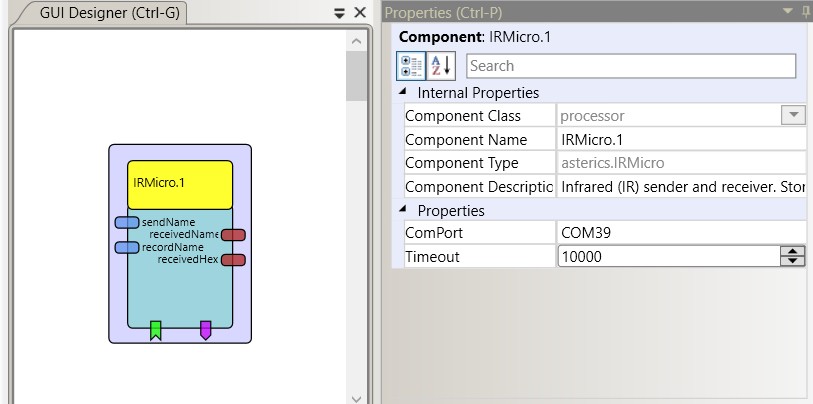 GUI Designer (Ctrl-G)
IRMicro.1
sendName
receivedName
recordName
receivedHex
Properties (Ctrl-P)
Component: IRMicro.1
A
Z
Search
Internal Properties
Component Class processor
Component Name IRMicro.1
Component Type asterics.IRMicro
Component Descriptic Infrared (IR) sender and receiver. Stor
Properties
ComPort COM39
Timeout 10000